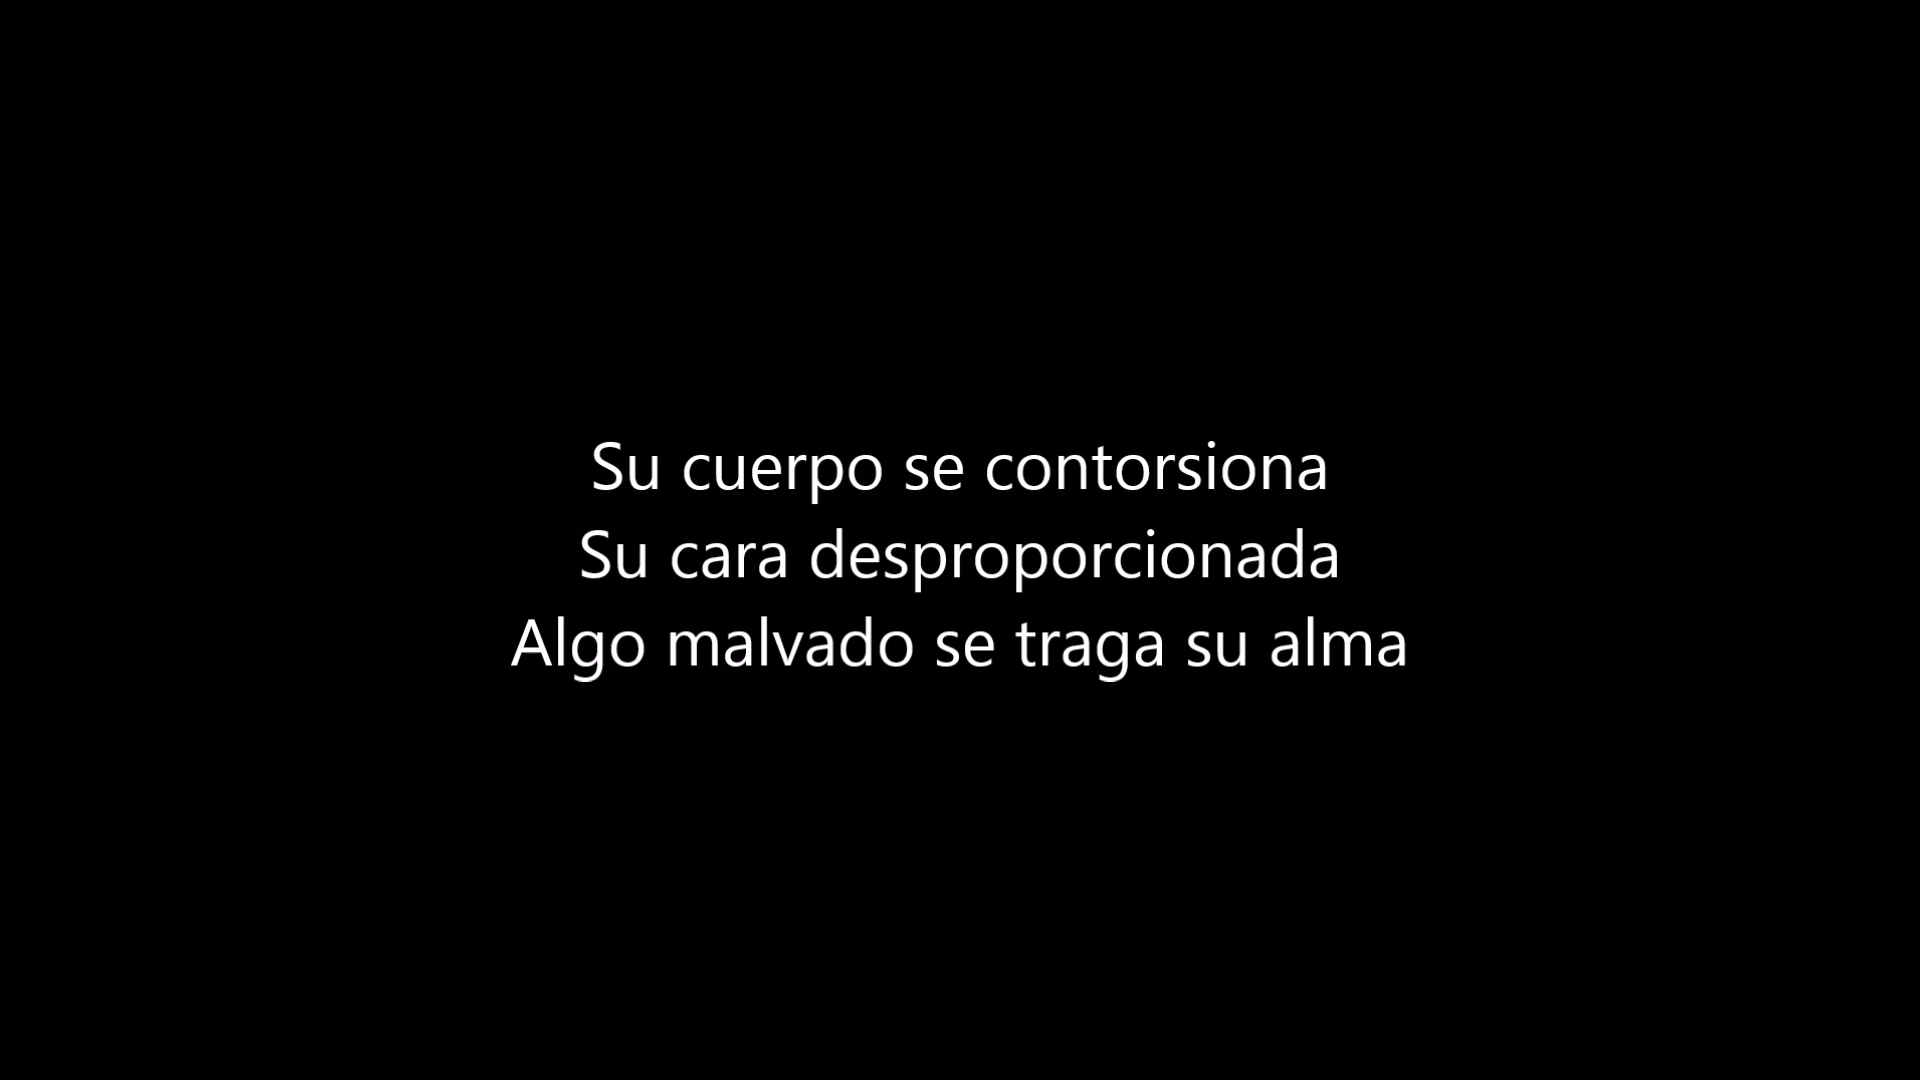 Su cuerpo se contorsiona
Su cara desproporcionada
Algo malvado se traga su alma